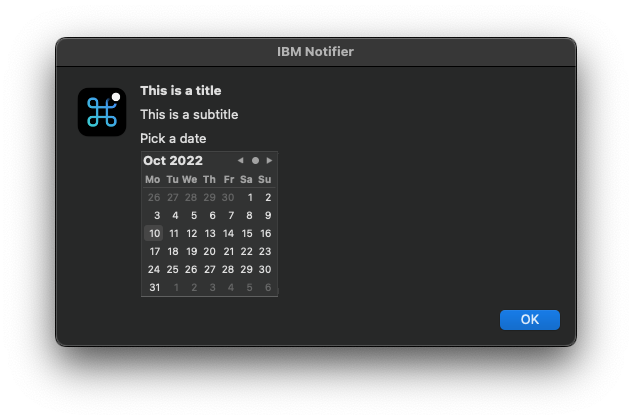 IBM Notifier
This is a title
This is a subtitle
Pick a date
Oct 2022
Mo Tu We Th Fr Sa Su
26 27 28 29 30 1 2
3 4 5 6 7 8 9
10 11 12 13 14 15 16
17 18 19 20 21 22 23
24 25 26 27 28 29 30
31 1 2 3 4 5 6
OK